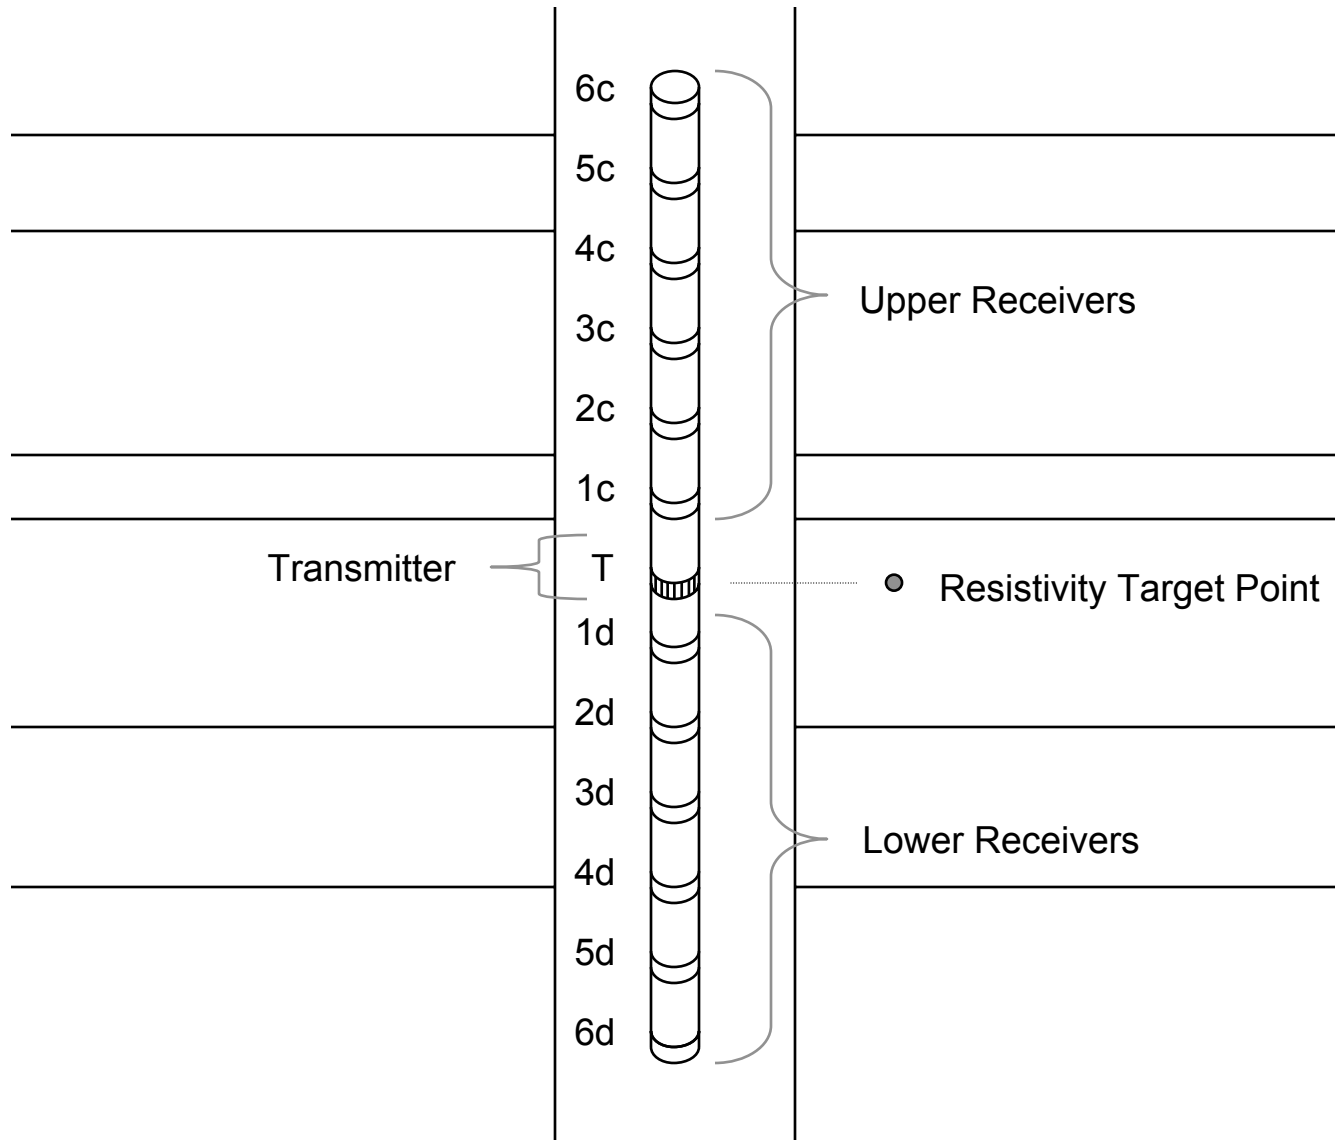 6c
5c
4c
Upper Receivers
3c
2c
1c
Transmitter
T
Resistivity Target Point
1d
2d
3d
Lower Receivers
4d
5d
6d